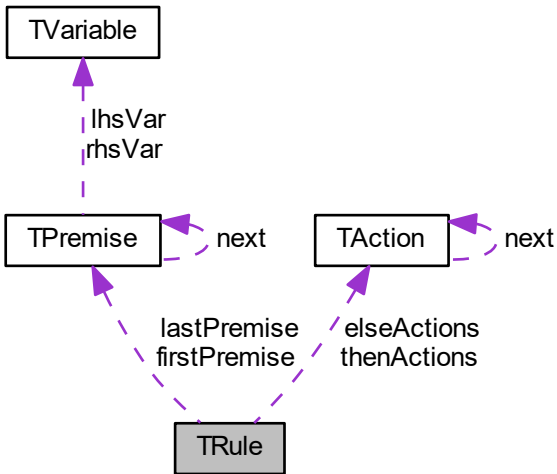 TVariable
lhsVar
rhsVar
TPremise
next
TAction
next
lastPremise
firstPremise
elseActions
thenActions
TRule